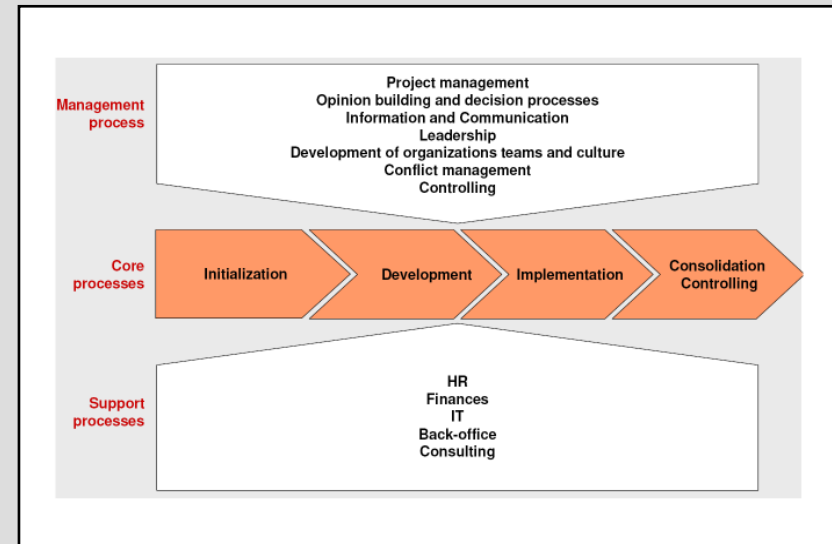 Management
process
Project management
Opinion building and decision processes
Information and Communication
Leadership
Development of organizations teams and culture
Conflict management
Controlling
Core
processes
Initialization
Development
Implementation
Consolidation
Controlling
Support
processes
HR
Finances
IT
Back-office
Consulting